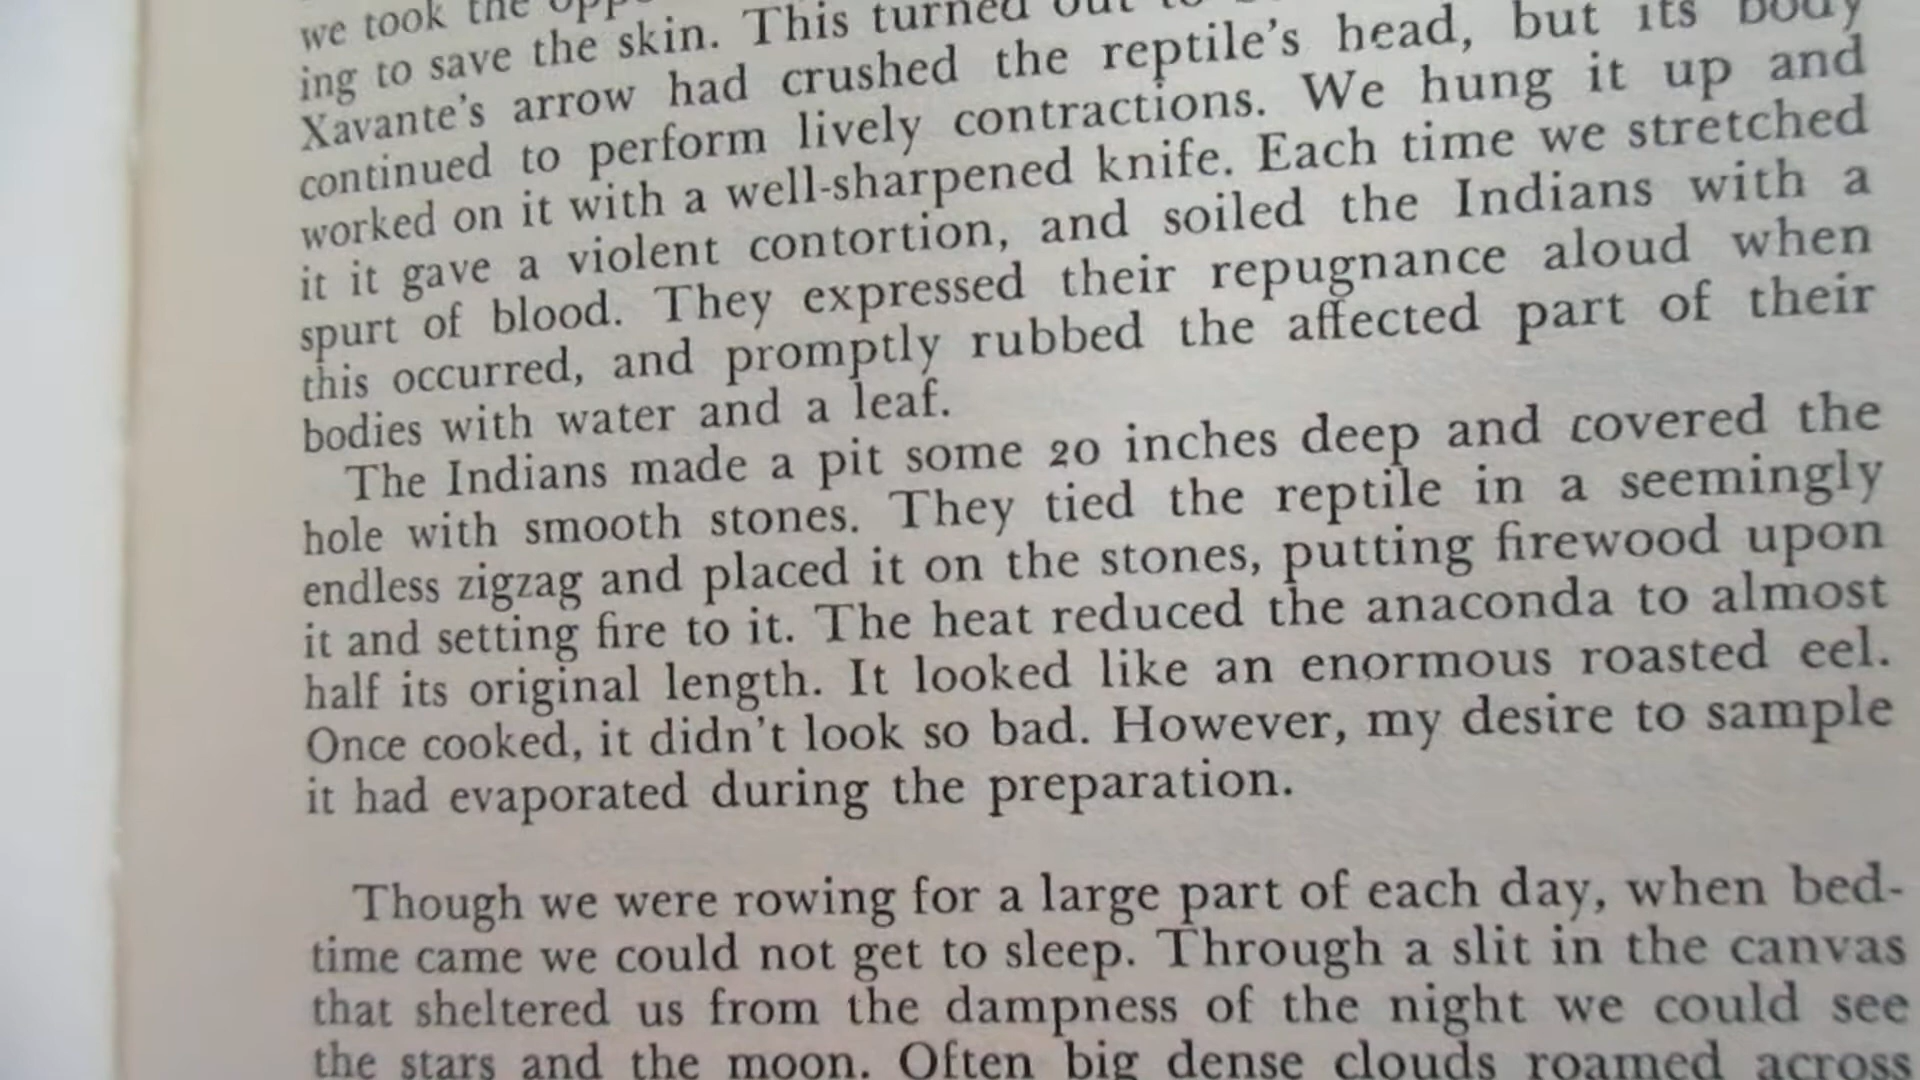 we took the
ing to save the skin. This turned out to
Xavante's arrow had crushed the reptile's head, but its body
continued to perform lively contractions. We hung it up and
worked on it with a well-sharpened knife. Each time we stretched
it it gave a violent contortion, and soiled the Indians with a
spurt of blood. They expressed their repugnance aloud when
this occurred, and promptly rubbed the affected part of their
bodies with water and a leaf.
The Indians made a pit some 20 inches deep and covered the
hole with smooth stones. They tied the reptile in a seemingly
endless zigzag and placed it on the stones, putting firewood upon
it and setting fire to it. The heat reduced the anaconda to almost
half its original length. It looked like an enormous roasted eel.
Once cooked, it didn't look so bad. However, my desire to sample
it had evaporated during the preparation.
Though we were rowing for a large part of each day, when bed-
time came we could not get to sleep. Through a slit in the canvas
that sheltered us from the dampness of the night we could see
the stars and the moon. Often big dense clouds roamed across